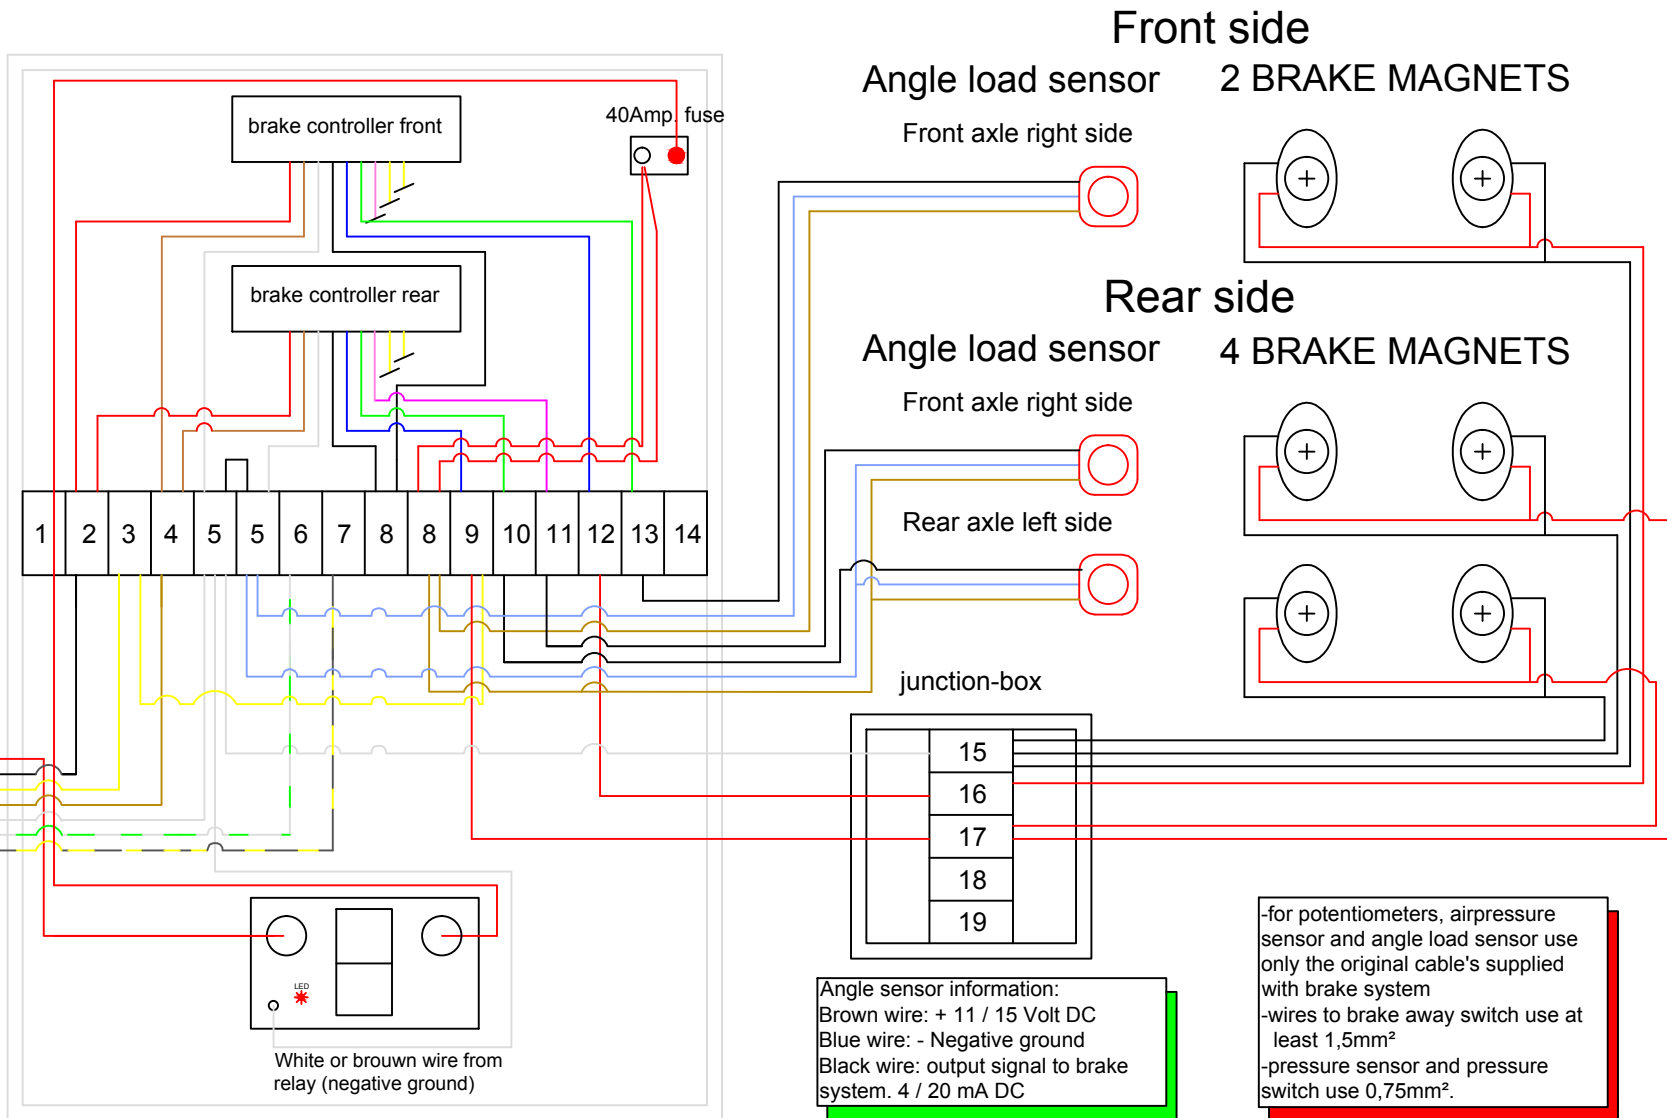 Front side
Angle load sensor
2 BRAKE MAGNETS
brake controller front
40Amp. fuse
Front axle right side
brake controller rear
Rear side
Angle load sensor
4 BRAKE MAGNETS
Front axle right side
Rear axle left side
1 2 3 4 5 5 6 7 8 8 9 10 11 12 13 14
junction-box
15
16
17
18
19
LED
White or brouwn wire from
relay (negative ground)
Angle sensor information:
Brown wire: + 11 / 15 Volt DC
Blue wire: - Negative ground
Black wire: output signal to brake
system. 4 / 20 mA DC
-for potentiometers, airpressure
sensor and angle load sensor use
only the original cable's supplied
with brake system
-wires to brake away switch use at
least 1,5mm²
-pressure sensor and pressure
switch use 0,75mm².